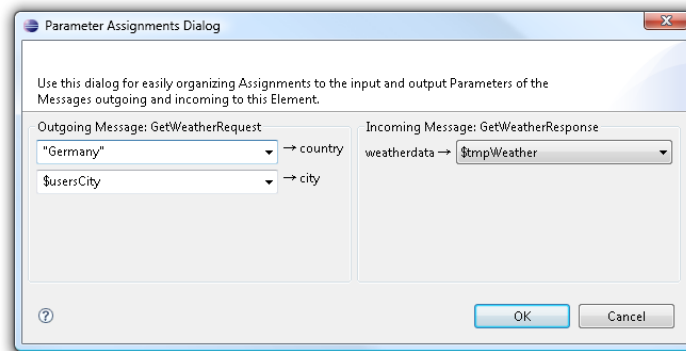 Parameter Assignments Dialog
Use this dialog for easily organizing Assignments to the input and output Parameters of the
Messages outgoing and incoming to this Element.
Outgoing Message: GetWeatherRequest
"Germany" → country
$usersCity → city
Incoming Message: GetWeatherResponse
weatherdata → $tmpWeather
?
OK Cancel